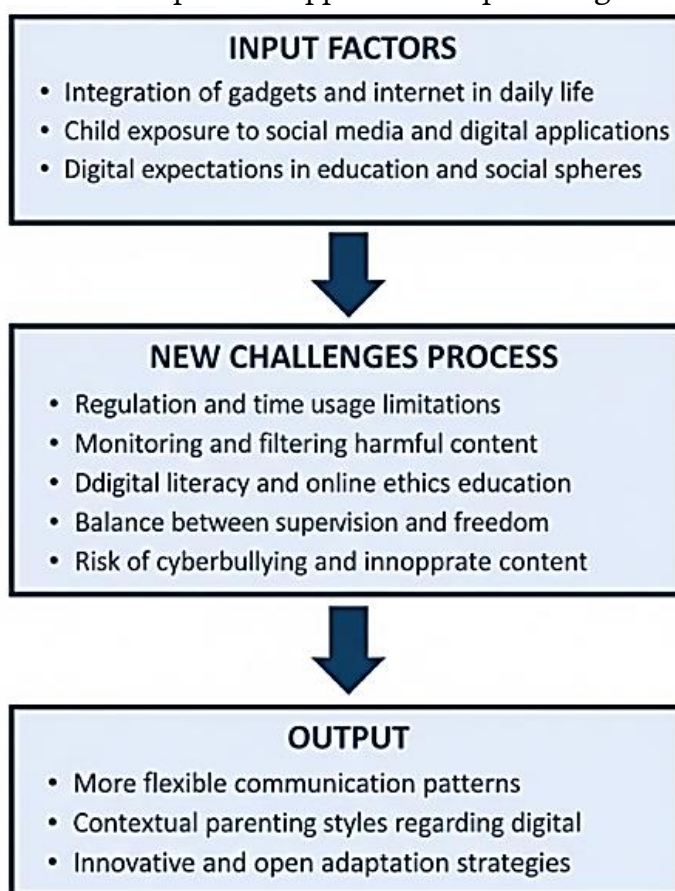 INPUT FACTORS
• Integration of gadgets and internet in daily life
• Child exposure to social media and digital applications
• Digital expectations in education and social spheres
NEW CHALLENGES PROCESS
• Regulation and time usage limitations
• Monitoring and filtering harmful content
• Ddigital literacy and online ethics education
• Balance between supervision and freedom
• Risk of cyberbullying and innopprate content
OUTPUT
• More flexible communication patterns
• Contextual parenting styles regarding digital
• Innovative and open adaptation strategies